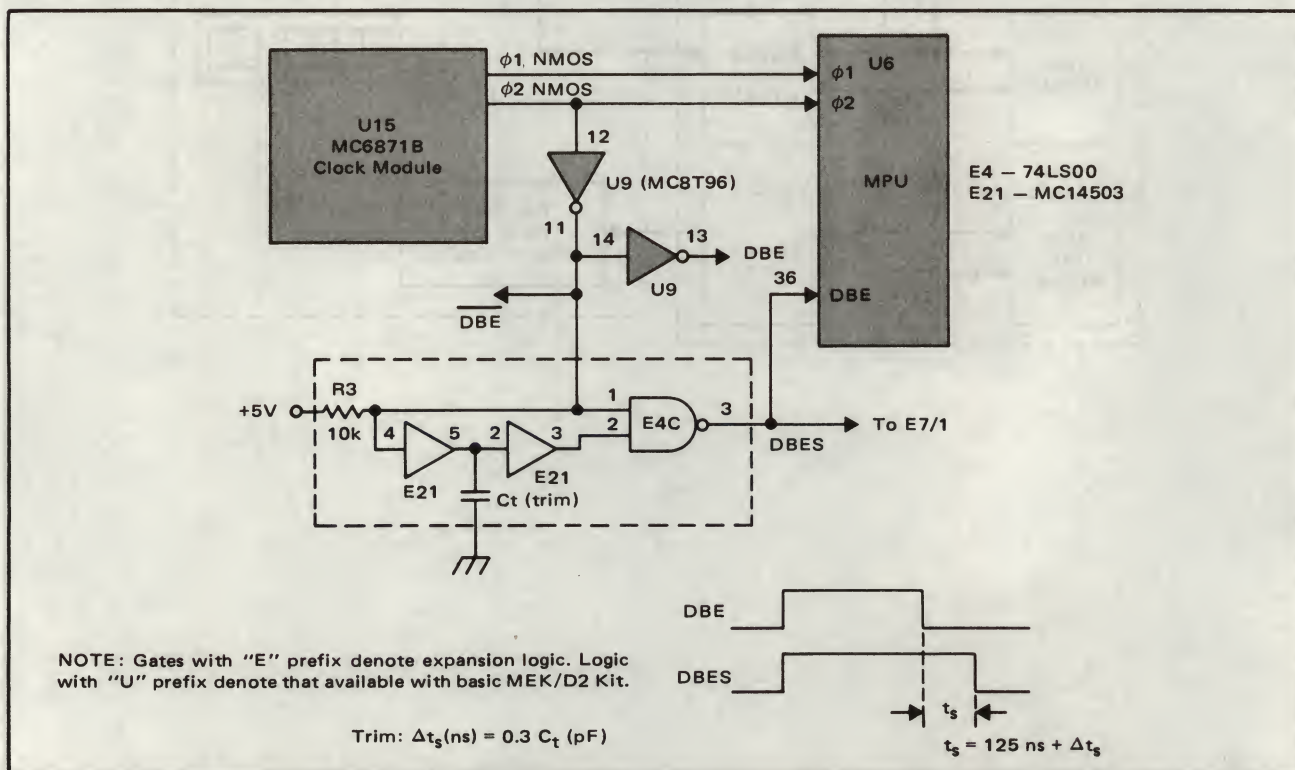 φ1 NMOS
φ2 NMOS
U15
MC6871B
Clock Module
U6
φ1
φ2
MPU
E4 – 74LS00
E21 – MC14503
12
U9 (MC8T96)
11
14
13
DBE
U9
DBE
36
DBE
R3
+5V
10k
4
5
2
3
E21
E21
Ct (trim)
1
2
E4C
3
DBES
To E7/1
DBE
DBES
ts
ts = 125 ns + Δts
NOTE: Gates with "E" prefix denote expansion logic. Logic
with "U" prefix denote that available with basic MEK/D2 Kit.
Trim: Δts(ns) = 0.3 Ct (pF)